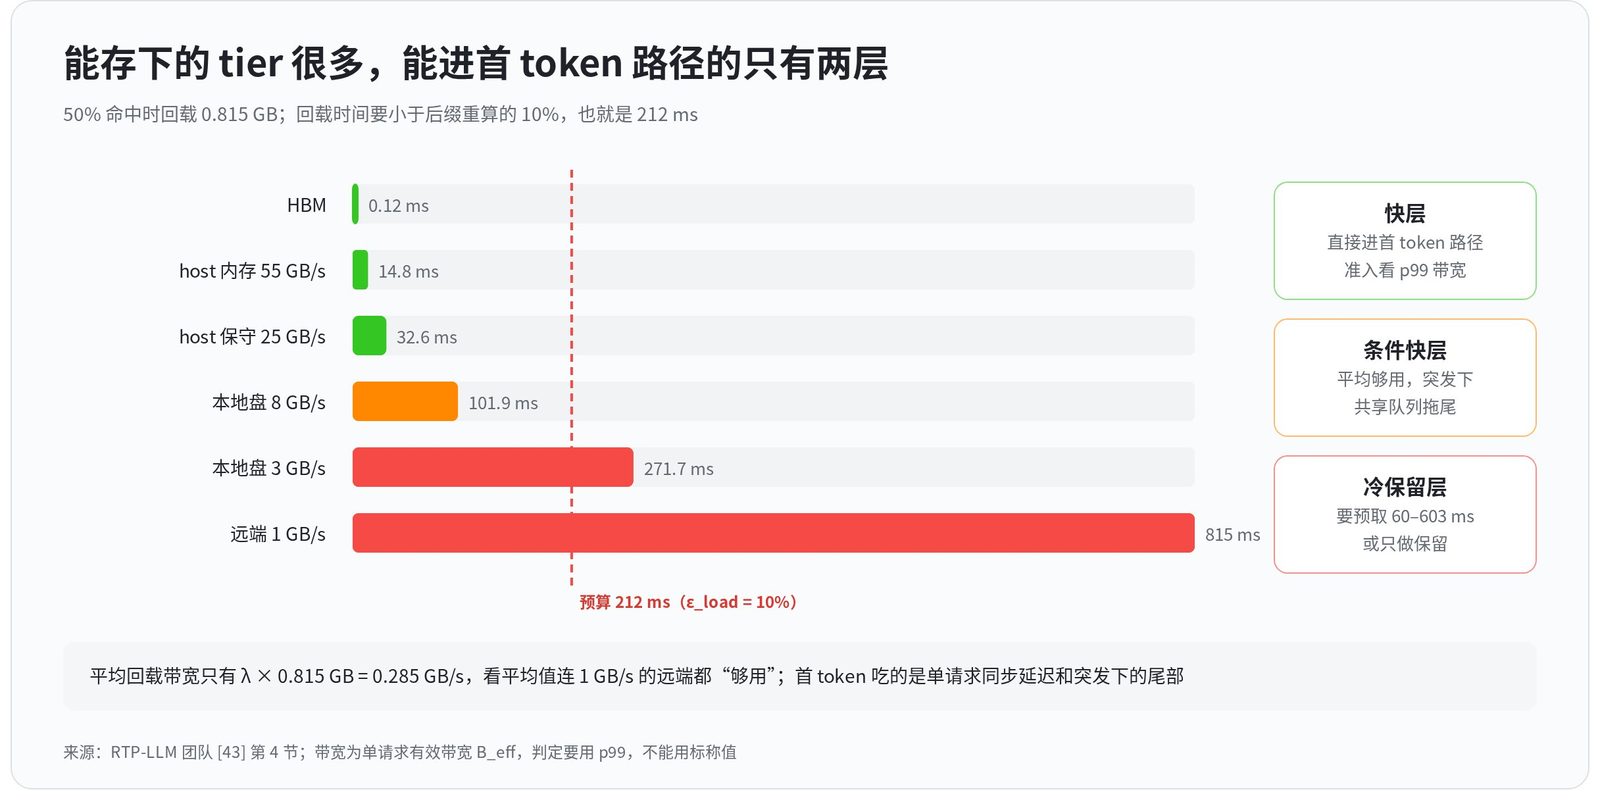 能存下的 tier 很多，能进首 token 路径的只有两层
50% 命中时回载 0.815 GB；回载时间要小于后缀重算的 10%，也就是 212 ms
HBM
0.12 ms
host 内存 55 GB/s
14.8 ms
host 保守 25 GB/s
32.6 ms
本地盘 8 GB/s
101.9 ms
本地盘 3 GB/s
271.7 ms
远端 1 GB/s
815 ms
预算 212 ms（ε_load = 10%）
快层
直接进首 token 路径
准入看 p99 带宽
条件快层
平均够用，突发下
共享队列拖尾
冷保留层
要预取 60–603 ms
或只做保留
平均回载带宽只有 λ × 0.815 GB = 0.285 GB/s，看平均值连 1 GB/s 的远端都“够用”；首 token 吃的是单请求同步延迟和突发下的尾部
来源：RTP-LLM 团队 [43] 第 4 节；带宽为单请求有效带宽 B_eff，判定要用 p99，不能用标称值